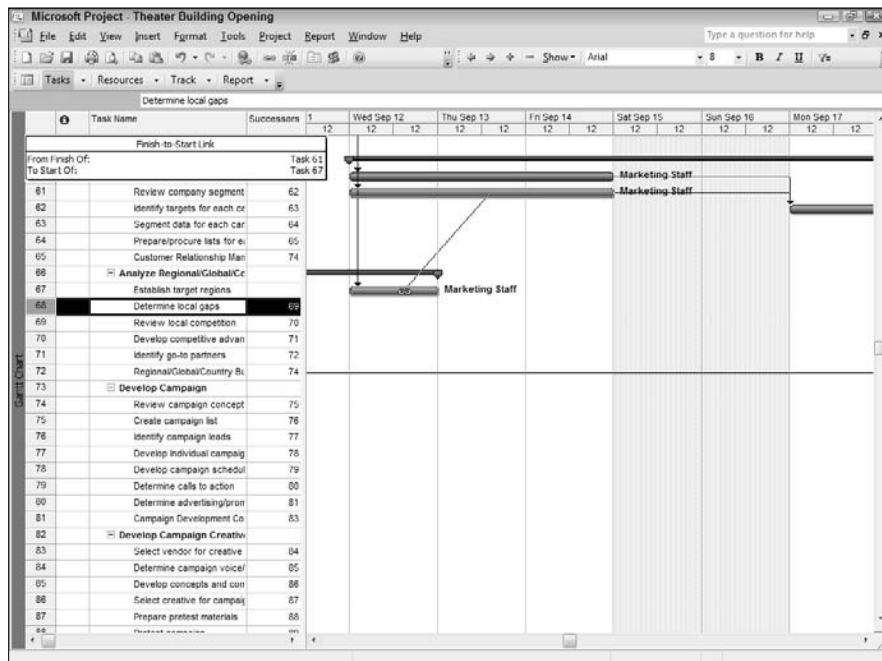 Microsoft Project - Theater Building Opening
File Edit View Insert Format Tools Project Report Window Help
Type a question for help
Show Arial 8 B I U
Tasks Resources Track Report
Determine local gaps
Task Name Successors 1 Wed Sep 12 Thu Sep 13 Fri Sep 14 Sat Sep 15 Sun Sep 16 Mon Sep 17
12 12 12 12 12 12 12 12 12 12 12 12 12
Finish-to-Start Link
From Finish Of: Task 61
To Start Of: Task 67
Marketing Staff
61 Review company segment 62 Marketing Staff
62 Identify targets for each ca 63
63 Segment data for each car 64
64 Prepare/procure lists for ea 65
65 Customer Relationship Man 74
66 Analyze Regional/Global/Cc
67 Establish target regions Marketing Staff
68 Determine local gaps 69
69 Review local competition 70
70 Develop competitive advan 71
71 Identify go-to partners 72
72 Regional/Global/Country Bu 74
73 Develop Campaign
74 Review campaign concept 75
75 Create campaign list 76
76 Identify campaign leads 77
77 Develop individual campaig 78
78 Develop campaign schedul 79
79 Determine calls to action 80
80 Determine advertising/pron 81
81 Campaign Development Co 83
82 Develop Campaign Creative
83 Select vendor for creative 84
84 Determine campaign voice/ 85
85 Develop concepts and con 86
86 Select creative for campaig 87
87 Prepare pretest materials 88
Gantt Chart